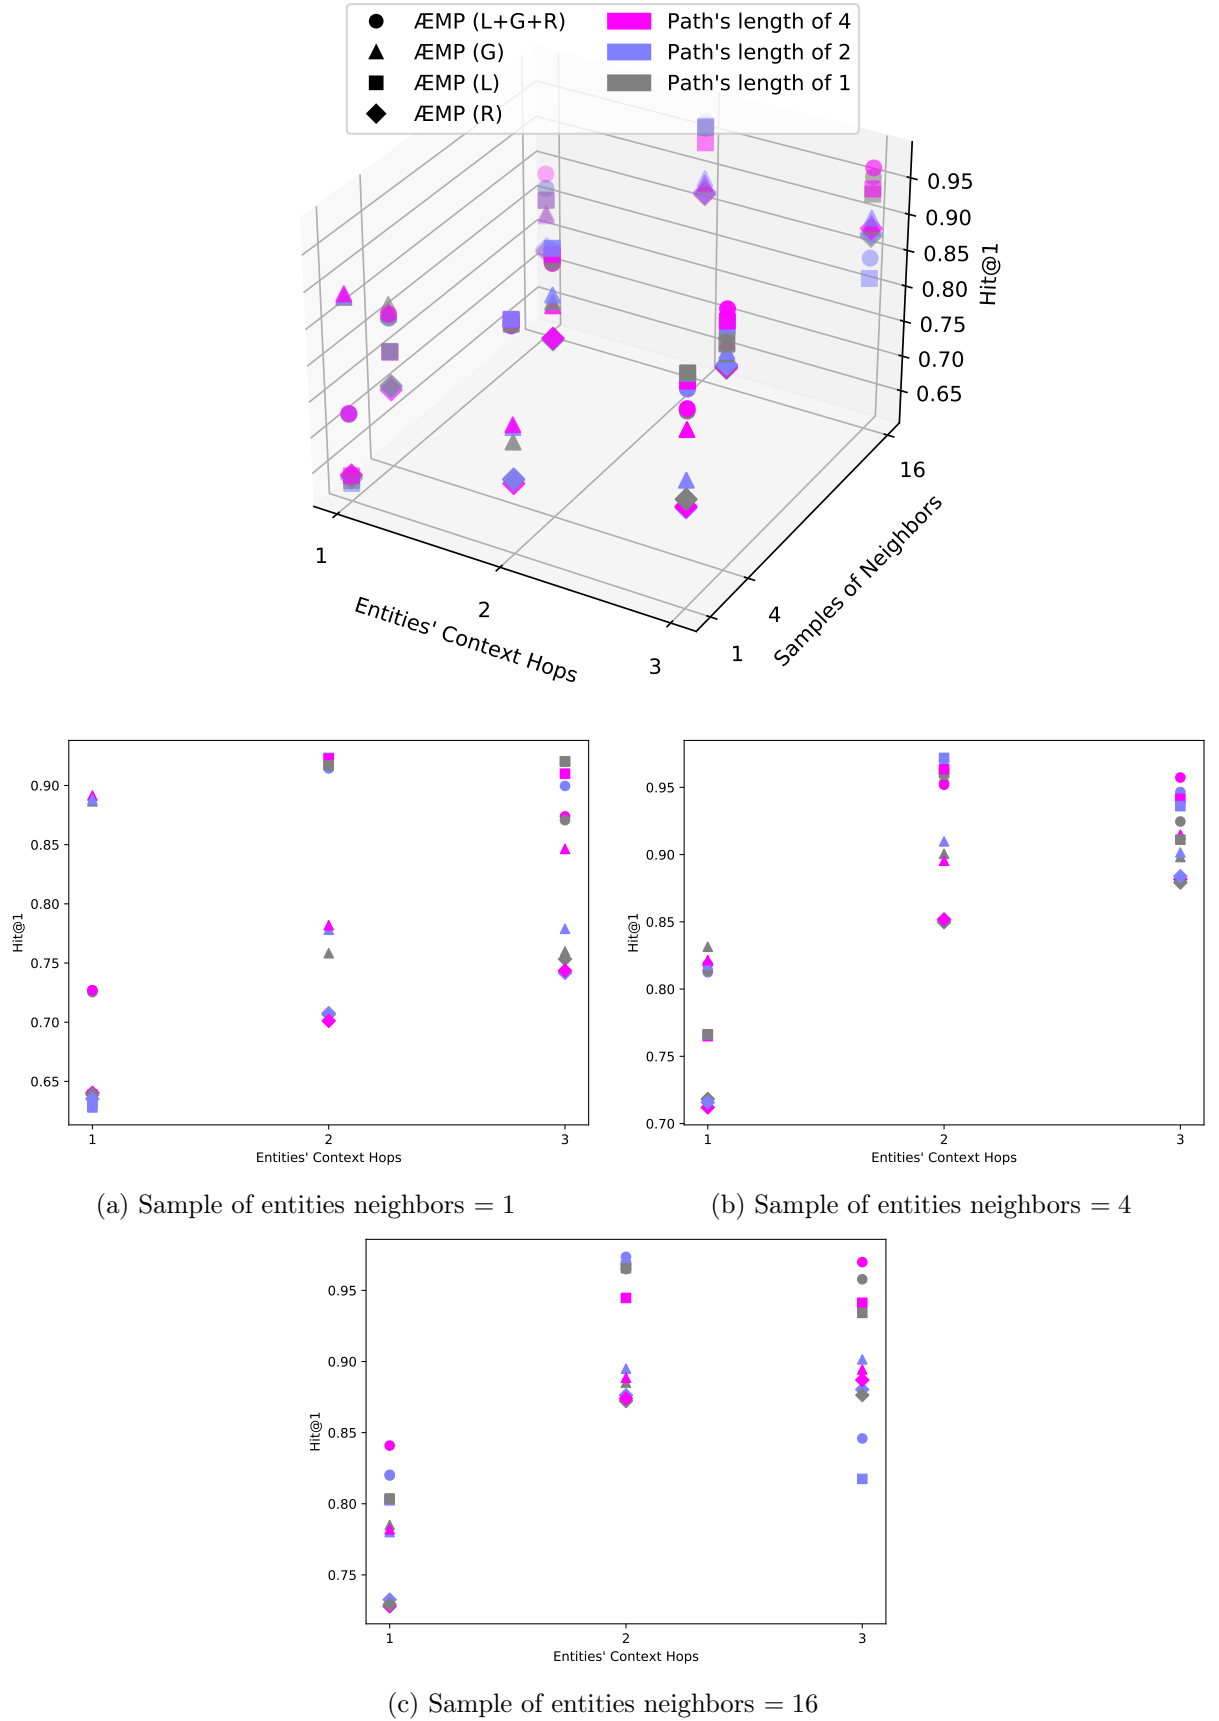 ÆMP (L+G+R)
ÆMP (G)
ÆMP (L)
ÆMP (R)
Path's length of 4
Path's length of 2
Path's length of 1
0.95
0.90
0.85
0.80
0.75
0.70
0.65
Hit@1
16
4
1
Samples of Neighbors
1
2
3
Entities' Context Hops
0.90
0.85
0.80
0.75
0.70
0.65
Hit@1
1 2 3
Entities' Context Hops
(a) Sample of entities neighbors = 1
0.95
0.90
0.85
0.80
0.75
0.70
Hit@1
1 2 3
Entities' Context Hops
(b) Sample of entities neighbors = 4
0.95
0.90
0.85
0.80
0.75
Hit@1
1 2 3
Entities' Context Hops
(c) Sample of entities neighbors = 16